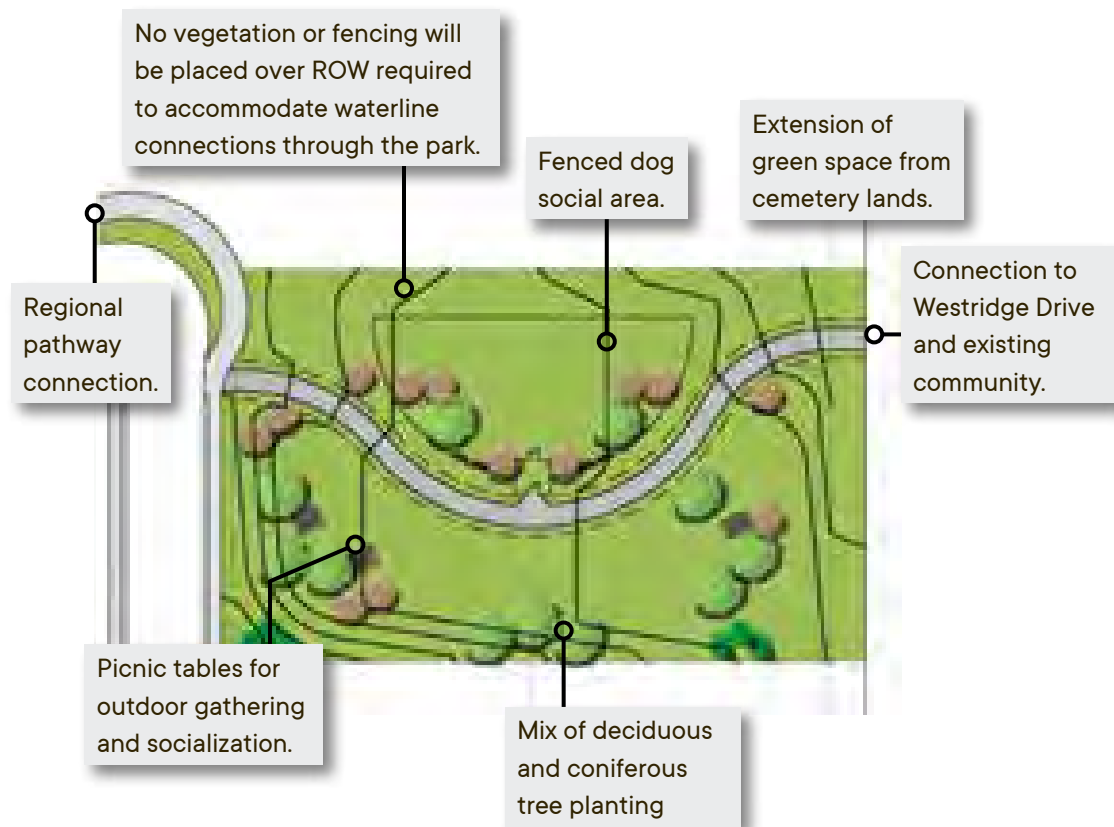 No vegetation or fencing will
be placed over ROW required
to accommodate waterline
connections through the park.
Fenced dog
social area.
Extension of
green space from
cemetery lands.
Connection to
Westridge Drive
and existing
community.
Regional
pathway
connection.
Picnic tables for
outdoor gathering
and socialization.
Mix of deciduous
and coniferous
tree planting